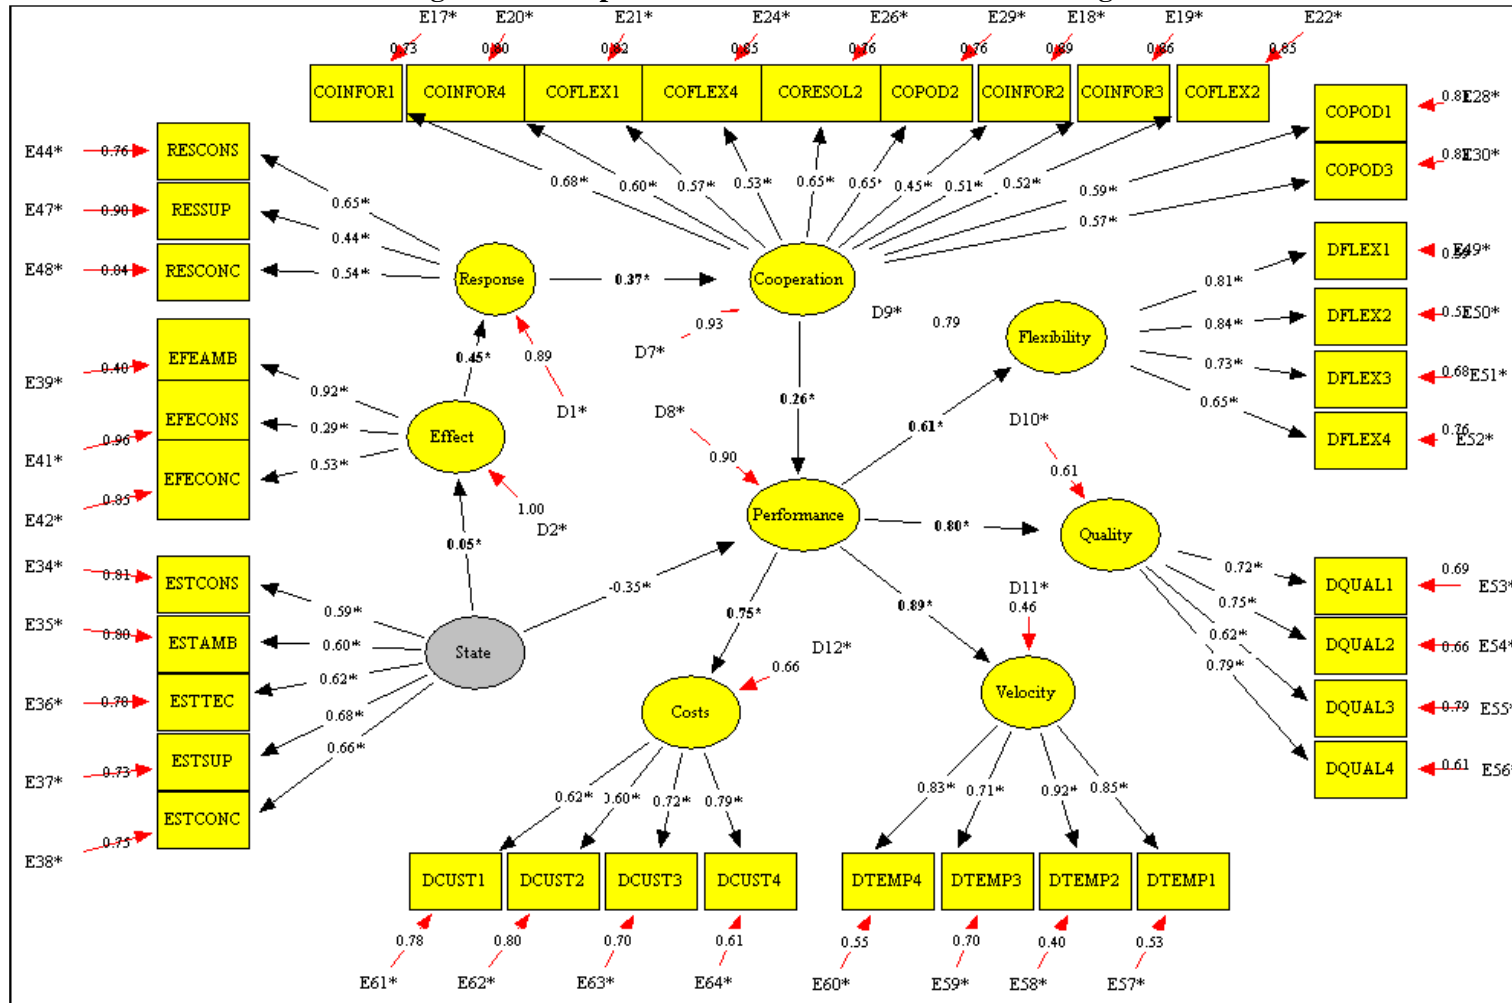 E17* E20* E21* E24* E26* E29* E18* E19* E22*
0.73 0.80 0.82 0.85 0.76 0.76 0.89 0.86 0.85
COINFOR1 COINFOR4 COFLEX1 COFLEX4 CORESOL2 COPOD2 COINFOR2 COINFOR3 COFLEX2
COPOD1 E28*
COPOD3 E30*
E44* 0.76 RESCONS
E47* 0.90 RESSUP
E48* 0.84 RESCONC
0.65*
0.44*
0.54*
0.68* 0.60* 0.57* 0.53* 0.65* 0.65* 0.45* 0.51* 0.52* 0.59*
0.57*
Response 0.37* Cooperation
0.93
D7*
D9* 0.79 Flexibility
0.81* DFLEX1 E49*
0.84* DFLEX2 E50*
0.73* DFLEX3 0.68 E51*
0.65* DFLEX4 0.76 E52*
0.45* 0.89
D1*
E39* 0.40 EFEAMB
E41* 0.96 EFECONS
E42* 0.85 EFECONC
0.92*
0.29*
0.53*
Effect
1.00
D2*
0.05*
0.26*
D8*
0.90
0.61*
D10*
0.61
Performance 0.80* Quality
-0.35*
0.75*
0.89*
D11*
0.46
D12*
0.66
0.72* DQUAL1 0.69 E53*
0.75* DQUAL2 0.66 E54*
0.62* DQUAL3 0.79 E55*
0.79* DQUAL4 0.61 E56*
E34* 0.81 ESTCONS
E35* 0.80 ESTAMB
E36* 0.78 ESTTEC
E37* 0.73 ESTSUP
E38* 0.75 ESTCONC
0.59*
0.60*
0.62*
0.68*
0.66*
State
Costs Velocity
0.62* 0.60* 0.72* 0.79* 0.83* 0.71* 0.92* 0.85*
DCUST1 DCUST2 DCUST3 DCUST4 DTEMP4 DTEMP3 DTEMP2 DTEMP1
0.78 0.80 0.70 0.61 0.55 0.70 0.40 0.53
E61* E62* E63* E64* E60* E59* E58* E57*